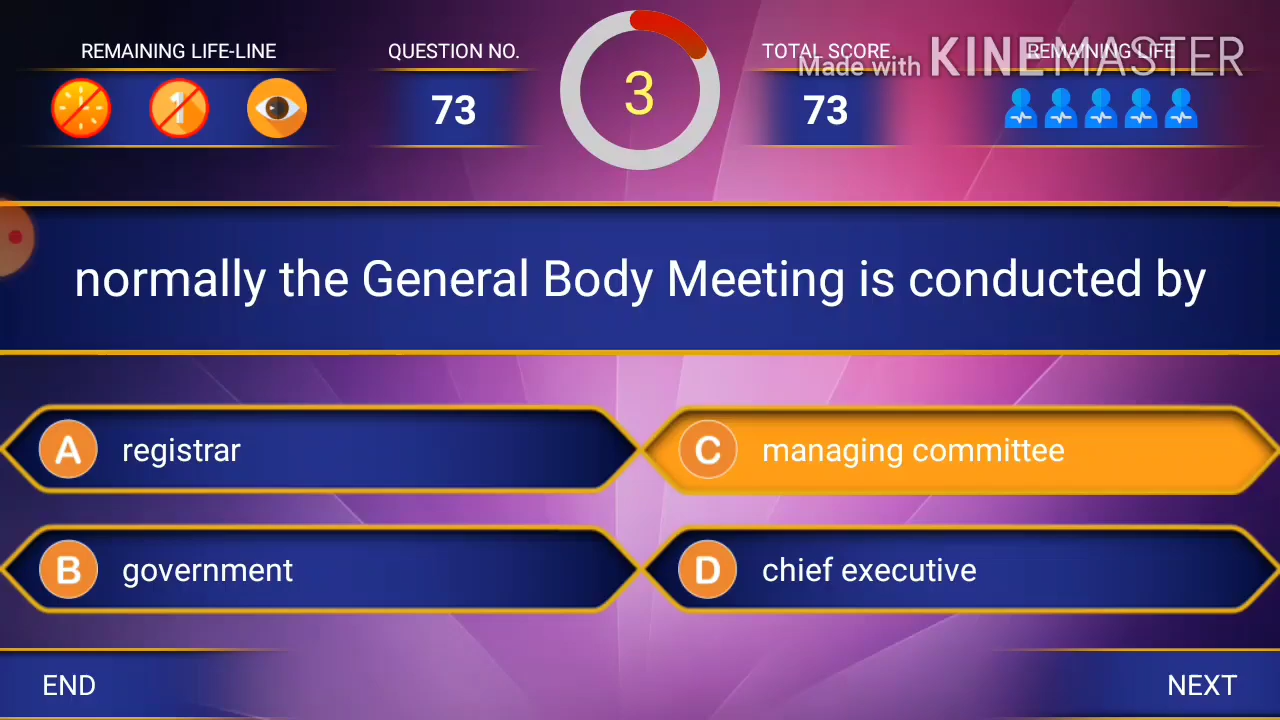 REMAINING LIFE-LINE
QUESTION NO.
TOTAL SCORE
REMAINING LIFE
Made with KINEMASTER
1
73
3
73
normally the General Body Meeting is conducted by
A registrar
C managing committee
B government
D chief executive
END
NEXT